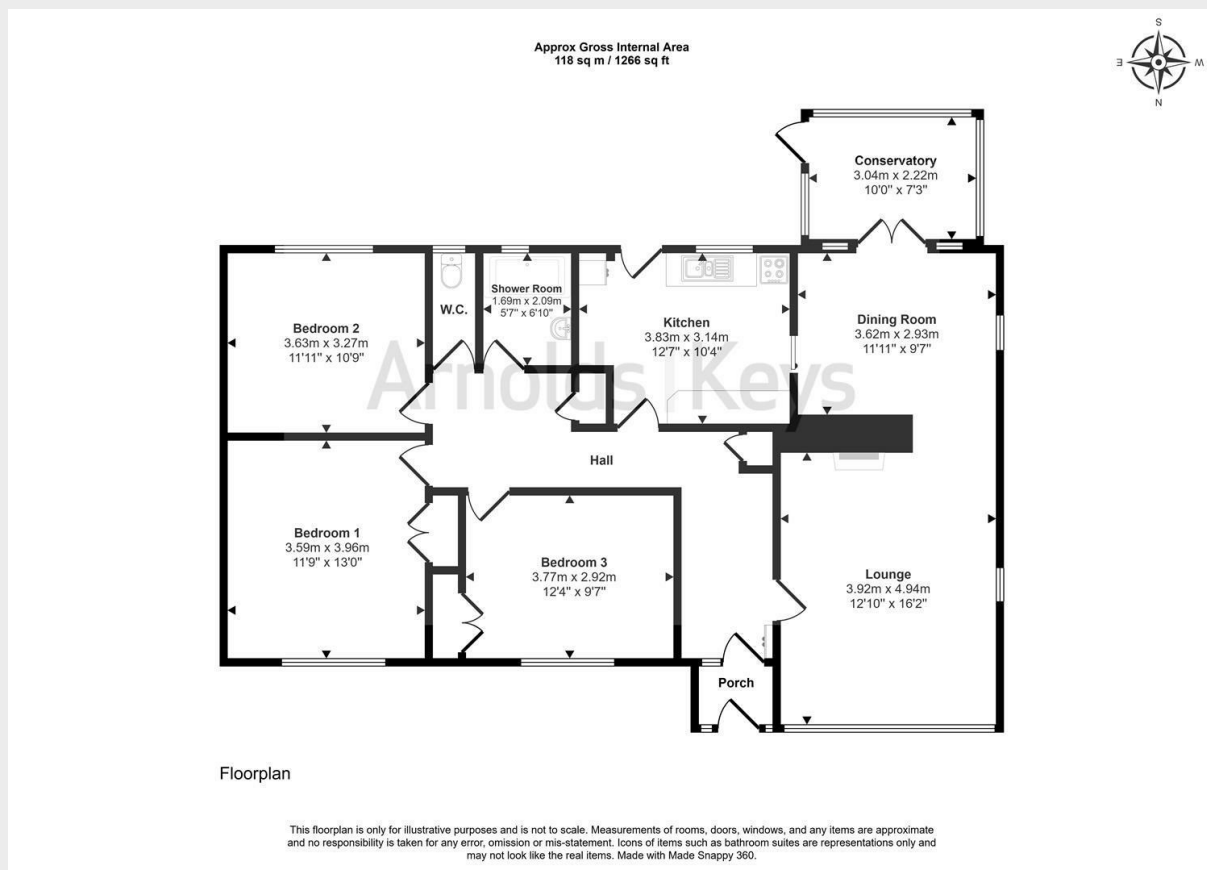 Approx Gross Internal Area
118 sq m / 1266 sq ft
S
E
W
N
Conservatory
3.04m x 2.22m
10'0" x 7'3"
Shower Room
1.69m x 2.09m
5'7" x 6'10"
W.C.
Bedroom 2
3.63m x 3.27m
11'11" x 10'9"
Kitchen
3.83m x 3.14m
12'7" x 10'4"
Dining Room
3.62m x 2.93m
11'11" x 9'7"
Arnolds | Keys
Hall
Bedroom 1
3.59m x 3.96m
11'9" x 13'0"
Bedroom 3
3.77m x 2.92m
12'4" x 9'7"
Lounge
3.92m x 4.94m
12'10" x 16'2"
Porch
Floorplan
This floorplan is only for illustrative purposes and is not to scale. Measurements of rooms, doors, windows, and any items are approximate
and no responsibility is taken for any error, omission or mis-statement. Icons of items such as bathroom suites are representations only and
may not look like the real items. Made with Made Snappy 360.